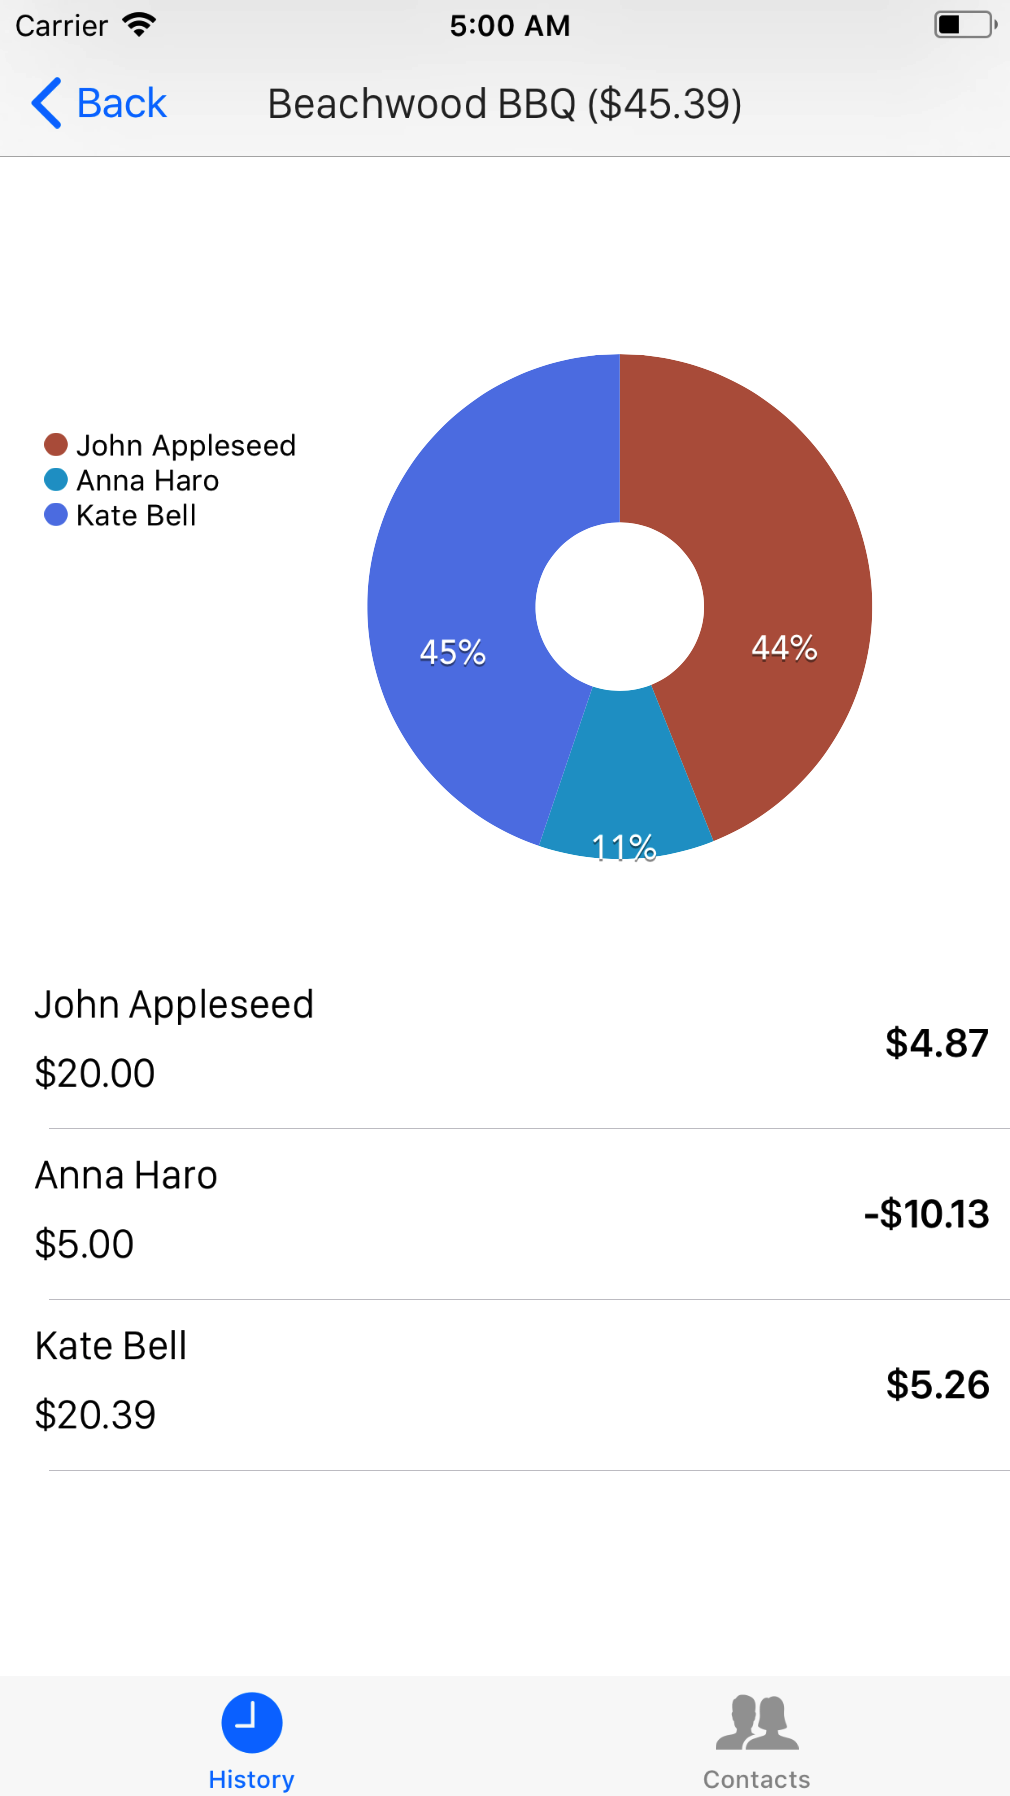 Carrier 5:00 AM
Back Beachwood BBQ ($45.39)
John Appleseed
Anna Haro
Kate Bell
45%
44%
11%
John Appleseed
$20.00
$4.87
Anna Haro
$5.00
-$10.13
Kate Bell
$20.39
$5.26
History Contacts